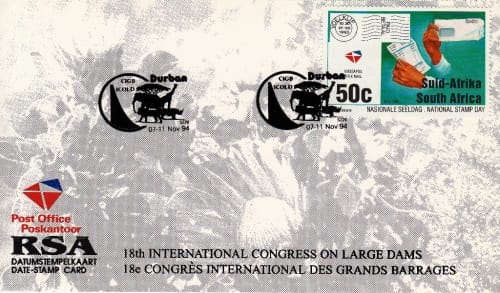 CIGB
ICOLD
Durban
07-11 Nov 94
CIGB
ICOLD
Durban
07-11 Nov 94
50c
Suid-Afrika
South Africa
NASIONALE SEËLDAG . NATIONAL STAMP DAY
Post Office
Poskantoor
RSA
DATUMSTEMPELKAART
DATE-STAMP CARD
18th INTERNATIONAL CONGRESS ON LARGE DAMS
18e CONGRÈS INTERNATIONAL DES GRANDS BARRAGES